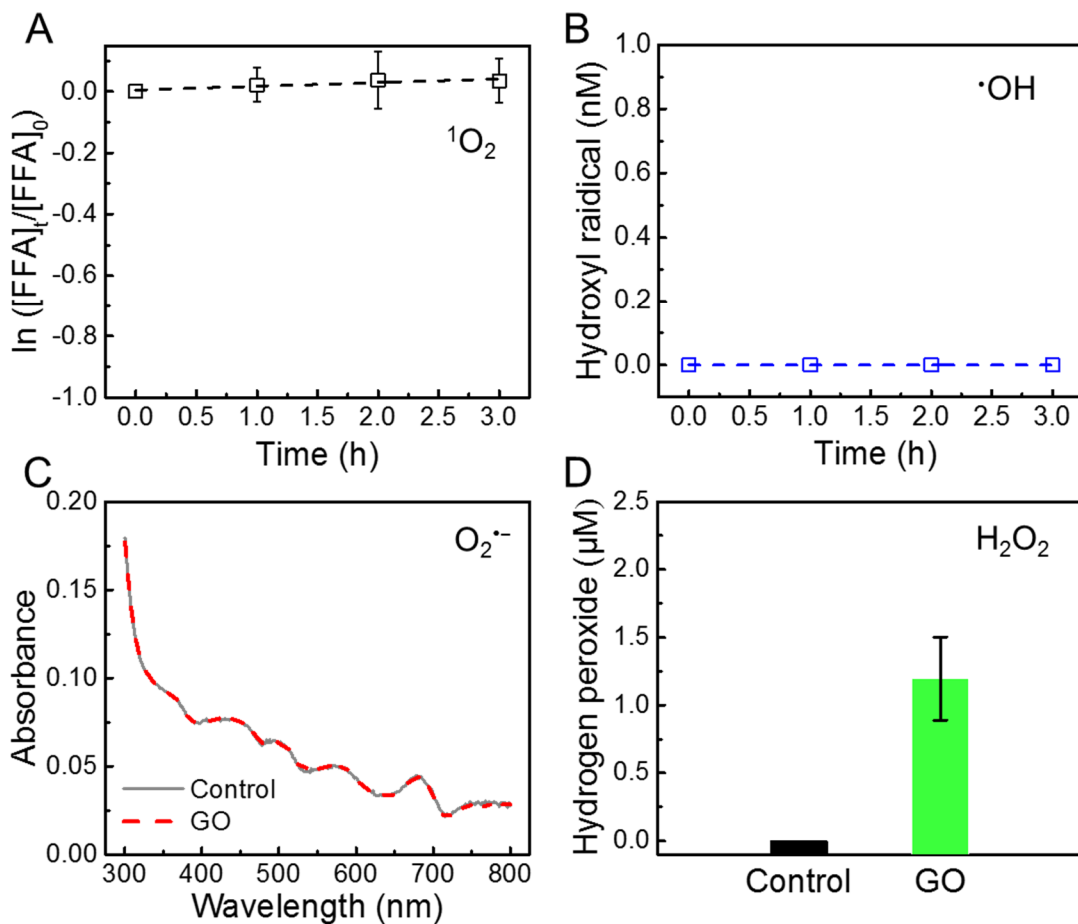 A
ln ([FFA]t/[FFA]0)
0.0
-0.2
-0.4
-0.6
-0.8
-1.0
¹O₂
0.0 0.5 1.0 1.5 2.0 2.5 3.0
Time (h)
B
Hydroxyl raidical (nM)
1.0
0.8
0.6
0.4
0.2
0.0
•OH
0.0 0.5 1.0 1.5 2.0 2.5 3.0
Time (h)
C
Absorbance
0.20
0.15
0.10
0.05
0.00
O₂•−
Control
GO
300 400 500 600 700 800
Wavelength (nm)
D
Hydrogen peroxide (μM)
2.5
2.0
1.5
1.0
0.5
0.0
H₂O₂
Control GO